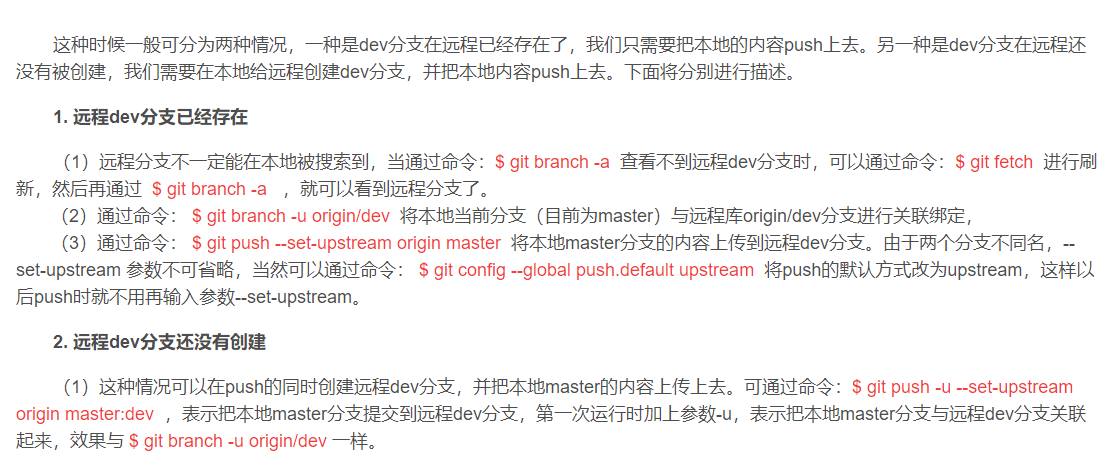 这种时候一般可分为两种情况，一种是dev分支在远程已经存在了，我们只需要把本地的内容push上去。另一种是dev分支在远程还
没有被创建，我们需要在本地给远程创建dev分支，并把本地内容push上去。下面将分别进行描述。
1. 远程dev分支已经存在
（1）远程分支不一定能在本地被搜索到，当通过命令：$ git branch -a 查看不到远程dev分支时，可以通过命令：$ git fetch 进行刷
新，然后再通过 $ git branch -a ，就可以看到远程分支了。
（2）通过命令： $ git branch -u origin/dev 将本地当前分支（目前为master）与远程库origin/dev分支进行关联绑定，
（3）通过命令： $ git push --set-upstream origin master 将本地master分支的内容上传到远程dev分支。由于两个分支不同名，--
set-upstream 参数不可省略，当然可以通过命令： $ git config --global push.default upstream 将push的默认方式改为upstream，这样以
后push时就不用再输入参数--set-upstream。
2. 远程dev分支还没有创建
（1）这种情况可以在push的同时创建远程dev分支，并把本地master的内容上传上去。可通过命令：$ git push -u --set-upstream
origin master:dev ，表示把本地master分支提交到远程dev分支，第一次运行时加上参数-u，表示把本地master分支与远程dev分支关联
起来，效果与 $ git branch -u origin/dev 一样。